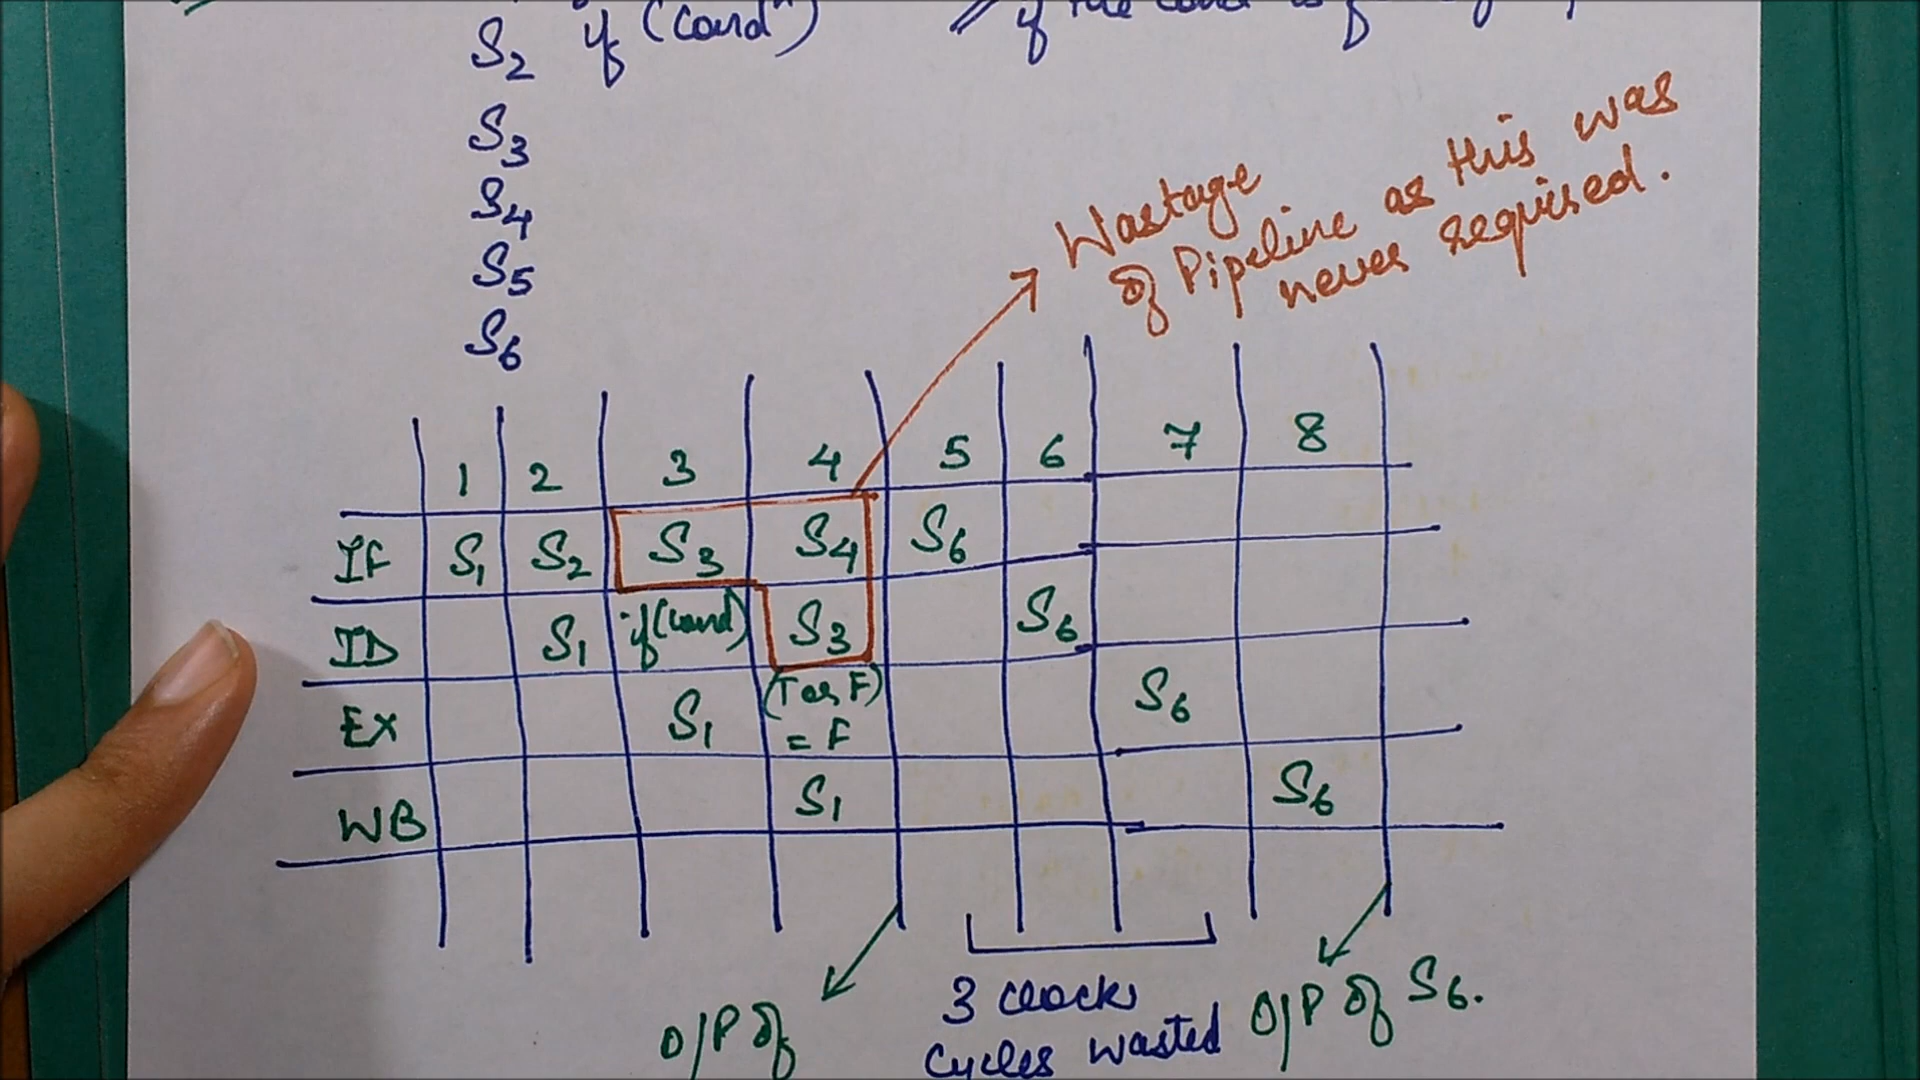 S2 if (Condn)
S3
S4
S5
S6
Wastage
of Pipeline as this was
never required.
1 2 3 4 5 6 7 8
IF S1 S2 S3 S4 S6
ID S1 if (Cond) S3 S6
EX S1 (T or F) = F S6
WB S1 S6
O/P of
3 clock
cycles wasted
O/P of S6.